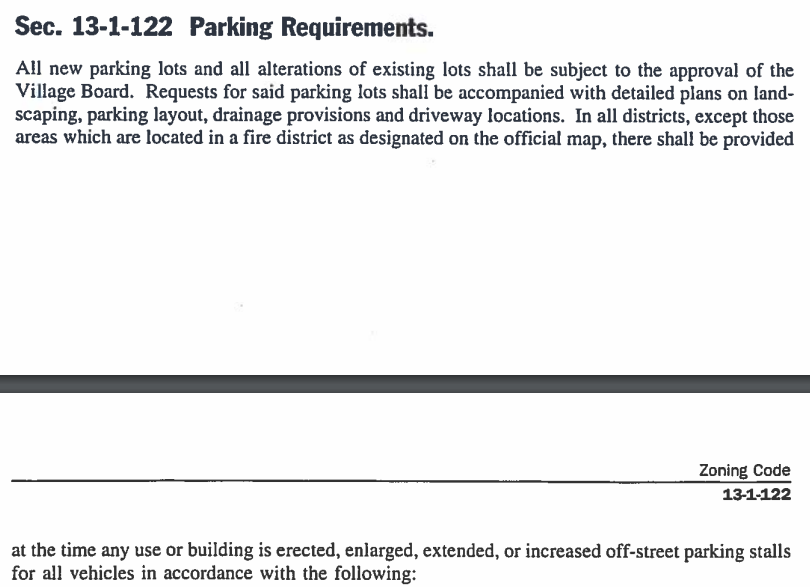 Sec. 13-1-122 Parking Requirements.
All new parking lots and all alterations of existing lots shall be subject to the approval of the
Village Board. Requests for said parking lots shall be accompanied with detailed plans on land-
scaping, parking layout, drainage provisions and driveway locations. In all districts, except those
areas which are located in a fire district as designated on the official map, there shall be provided
Zoning Code
13-1-122
at the time any use or building is erected, enlarged, extended, or increased off-street parking stalls
for all vehicles in accordance with the following: